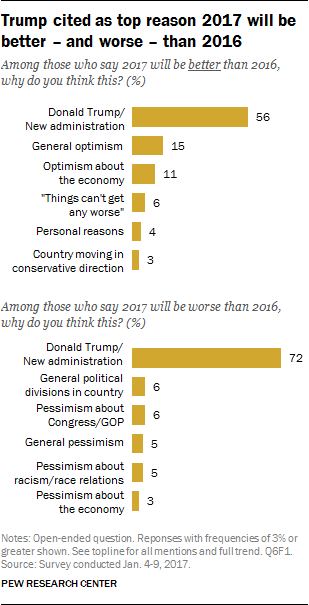 Trump cited as top reason 2017 will be
better – and worse – than 2016
Among those who say 2017 will be better than 2016,
why do you think this? (%)
Donald Trump/
New administration
56
General optimism
15
Optimism about
the economy
11
"Things can't get
any worse"
6
Personal reasons
4
Country moving in
conservative direction
3
Among those who say 2017 will be worse than 2016,
why do you think this? (%)
Donald Trump/
New administration
72
General political
divisions in country
6
Pessimism about
Congress/GOP
6
General pessimism
5
Pessimism about
racism/race relations
5
Pessimism about
the economy
3
Notes: Open-ended question. Reponses with frequencies of 3% or
greater shown. See topline for all mentions and full trend. Q6F1.
Source: Survey conducted Jan. 4-9, 2017.
PEW RESEARCH CENTER